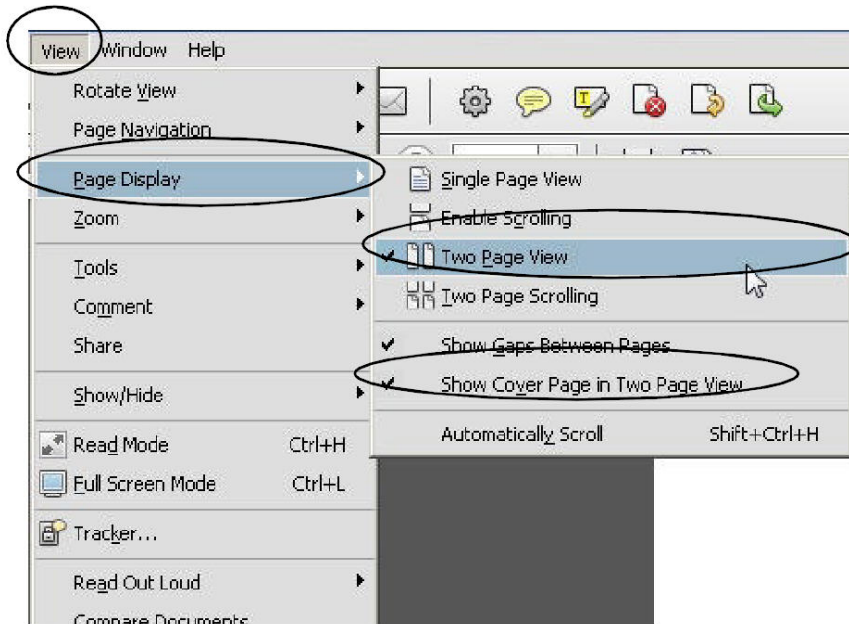 View Window Help
Rotate View
Page Navigation
Page Display
Zoom
Tools
Comment
Share
Show/Hide
Read Mode Ctrl+H
Full Screen Mode Ctrl+L
Tracker...
Read Out Loud
Compare Documents
Single Page View
Enable Scrolling
Two Page View
Two Page Scrolling
Show Gaps Between Pages
Show Cover Page in Two Page View
Automatically Scroll Shift+Ctrl+H